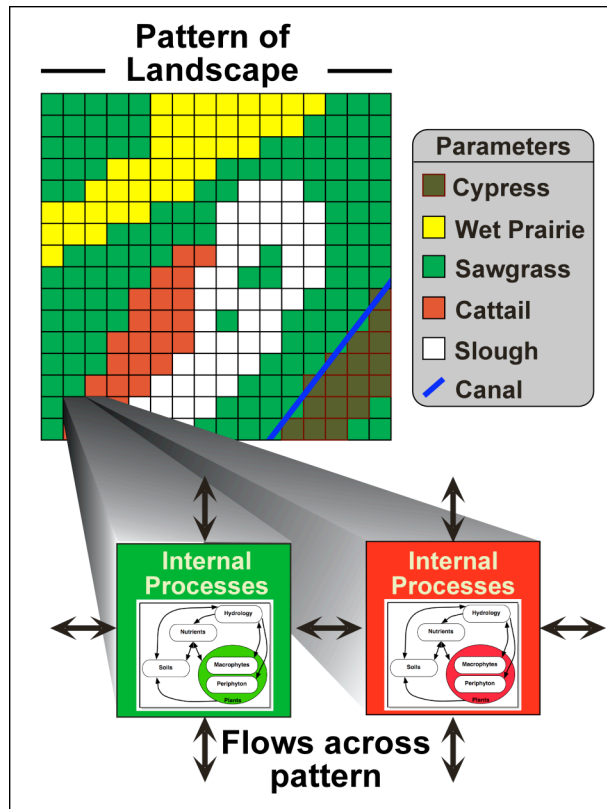 Pattern of
Landscape
Parameters
Cypress
Wet Prairie
Sawgrass
Cattail
Slough
Canal
Internal
Processes
Hydrology
Nutrients
Soils
Macrophytes
Periphyton
Plants
Internal
Processes
Hydrology
Nutrients
Soils
Macrophytes
Periphyton
Plants
Flows across
pattern